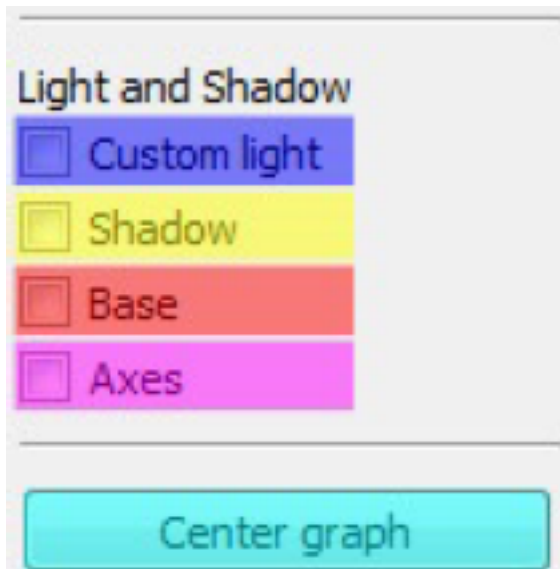 Light and Shadow
Custom light
Shadow
Base
Axes
Center graph